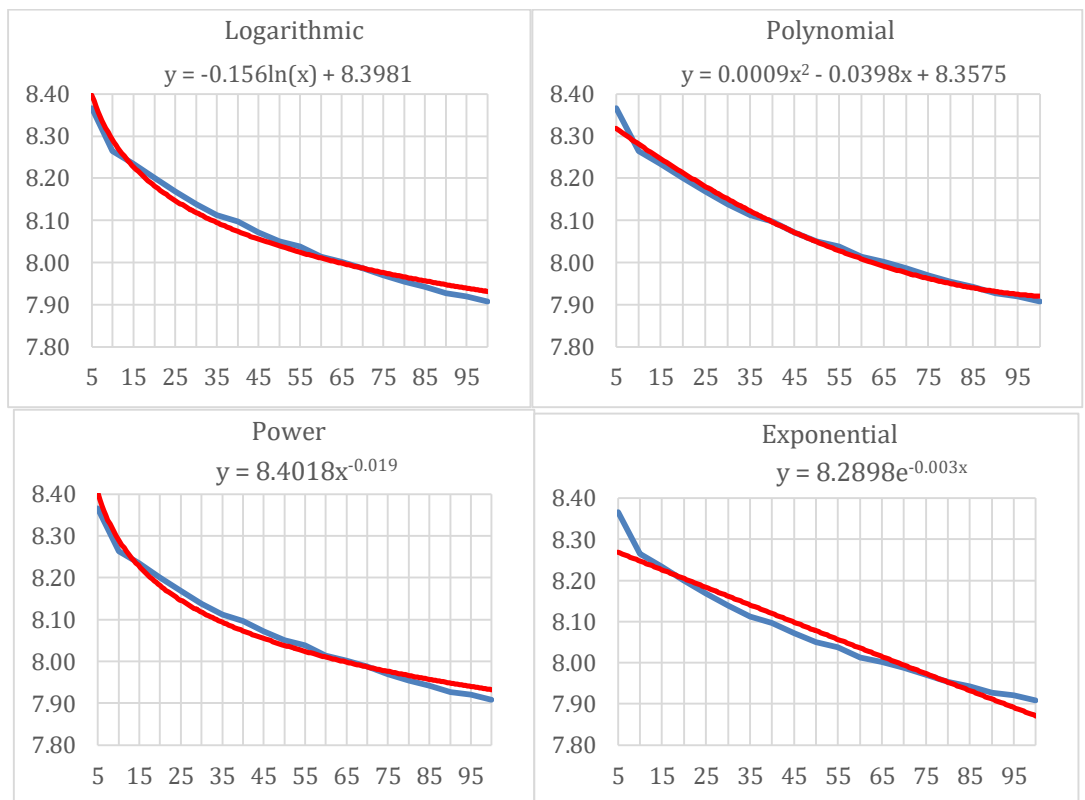 Logarithmic
y = -0.156ln(x) + 8.3981
8.40
8.30
8.20
8.10
8.00
7.90
7.80
5 15 25 35 45 55 65 75 85 95
Polynomial
y = 0.0009x² - 0.0398x + 8.3575
8.40
8.30
8.20
8.10
8.00
7.90
7.80
5 15 25 35 45 55 65 75 85 95
Power
y = 8.4018x⁻⁰·⁰¹⁹
8.40
8.30
8.20
8.10
8.00
7.90
7.80
5 15 25 35 45 55 65 75 85 95
Exponential
y = 8.2898e⁻⁰·⁰⁰³ˣ
8.40
8.30
8.20
8.10
8.00
7.90
7.80
5 15 25 35 45 55 65 75 85 95